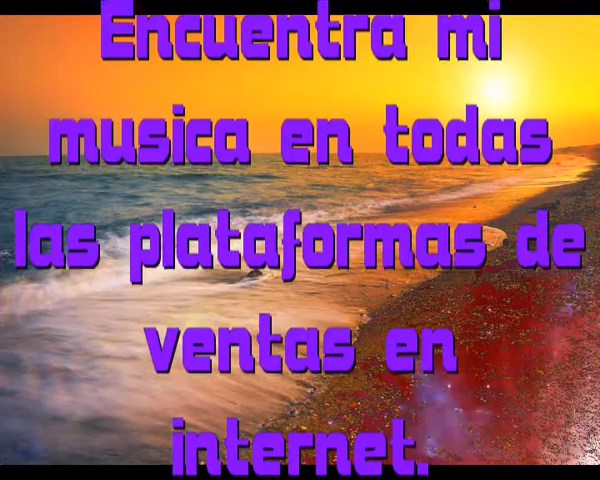 Encuentra mi
musica en todas
las plataformas de
ventas en
internet.